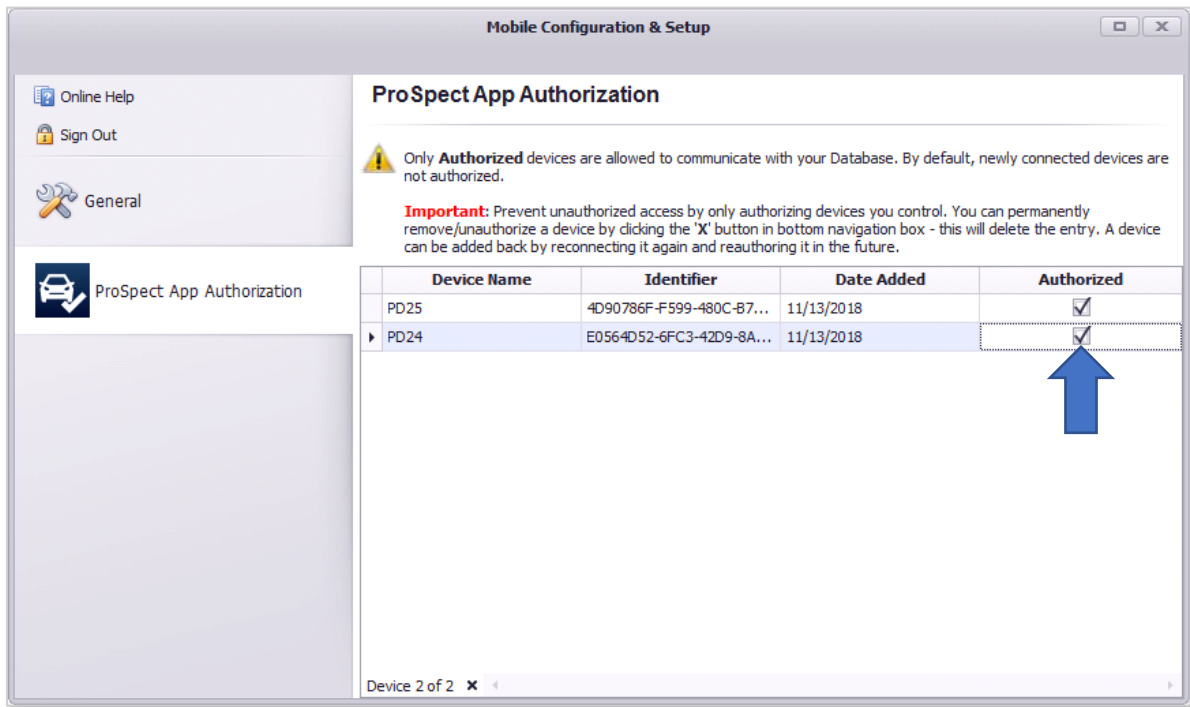 Mobile Configuration & Setup
Online Help
Sign Out
General
ProSpect App Authorization
ProSpect App Authorization
Only Authorized devices are allowed to communicate with your Database. By default, newly connected devices are
not authorized.
Important: Prevent unauthorized access by only authorizing devices you control. You can permanently
remove/unauthorize a device by clicking the 'X' button in bottom navigation box - this will delete the entry. A device
can be added back by reconnecting it again and reauthoring it in the future.
Device Name Identifier Date Added Authorized
PD25 4D90786F-F599-480C-B7... 11/13/2018
PD24 E0564D52-6FC3-42D9-8A... 11/13/2018
Device 2 of 2